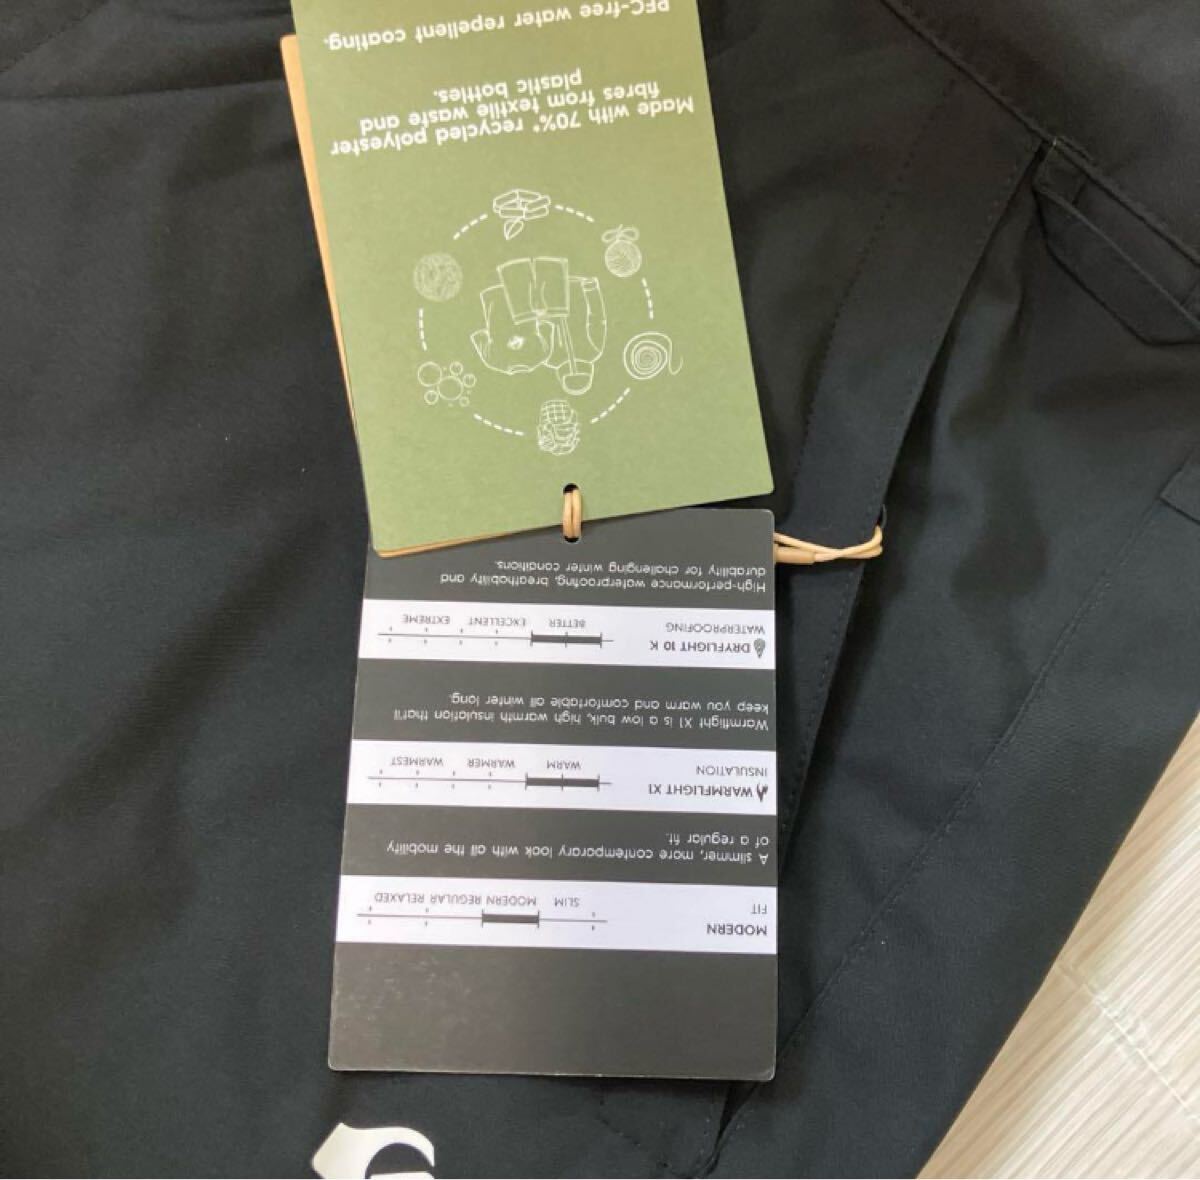 Made with 70%* recycled polyester
fibres from textile waste and
plastic bottles.
PFC-free water repellent coating.
MODERN
FIT
SLIM MODERN REGULAR RELAXED
A slimmer, more contemporary look with all the mobility
of a regular fit.
WARMFLIGHT X1
INSULATION
WARM WARMER WARMEST
Warmflight X1 is a low bulk, high warmth insulation that'll
keep you warm and comfortable all winter long.
DRYFLIGHT 10 K
WATERPROOFING
BETTER EXCELLENT EXTREME
High-performance waterproofing, breathability and
durability for challenging winter conditions.